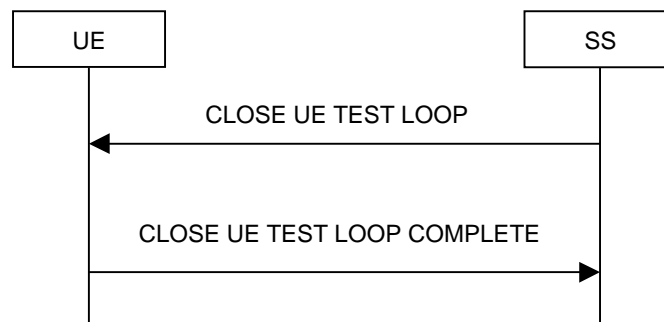 UE
SS
CLOSE UE TEST LOOP
CLOSE UE TEST LOOP COMPLETE